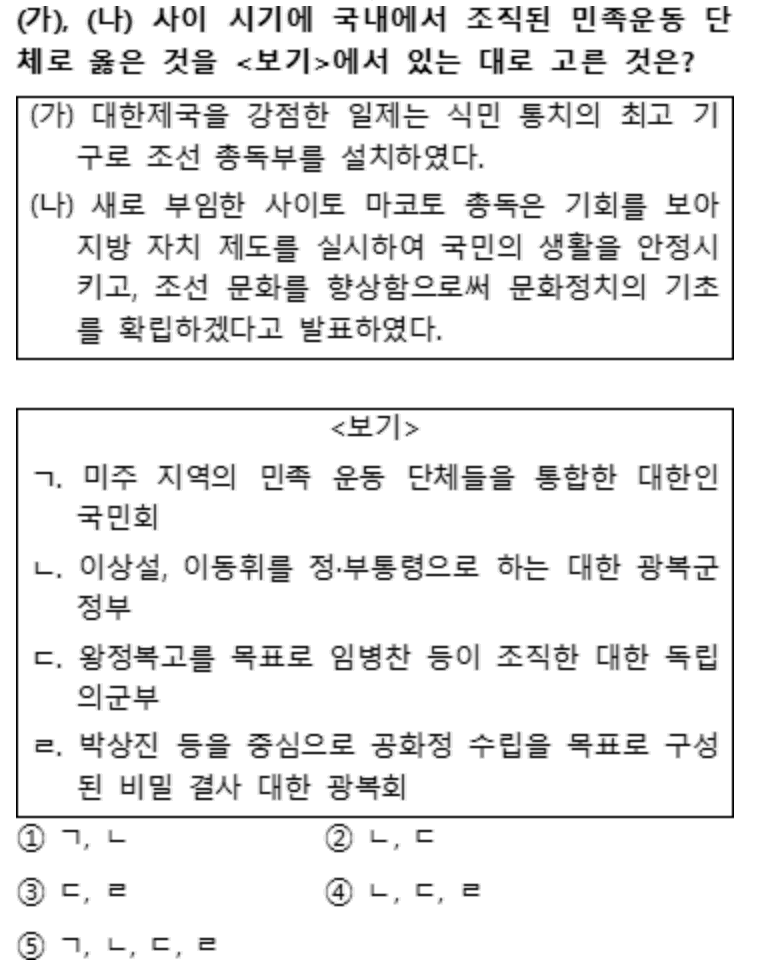 (가), (나) 사이 시기에 국내에서 조직된 민족운동 단
체로 옳은 것을 <보기>에서 있는 대로 고른 것은?
(가) 대한제국을 강점한 일제는 식민 통치의 최고 기
구로 조선 총독부를 설치하였다.
(나) 새로 부임한 사이토 마코토 총독은 기회를 보아
지방 자치 제도를 실시하여 국민의 생활을 안정시
키고, 조선 문화를 향상함으로써 문화정치의 기초
를 확립하겠다고 발표하였다.
<보기>
ㄱ. 미주 지역의 민족 운동 단체들을 통합한 대한인
국민회
ㄴ. 이상설, 이동휘를 정·부통령으로 하는 대한 광복군
정부
ㄷ. 왕정복고를 목표로 임병찬 등이 조직한 대한 독립
의군부
ㄹ. 박상진 등을 중심으로 공화정 수립을 목표로 구성
된 비밀 결사 대한 광복회
① ㄱ, ㄴ ② ㄴ, ㄷ
③ ㄷ, ㄹ ④ ㄴ, ㄷ, ㄹ
⑤ ㄱ, ㄴ, ㄷ, ㄹ